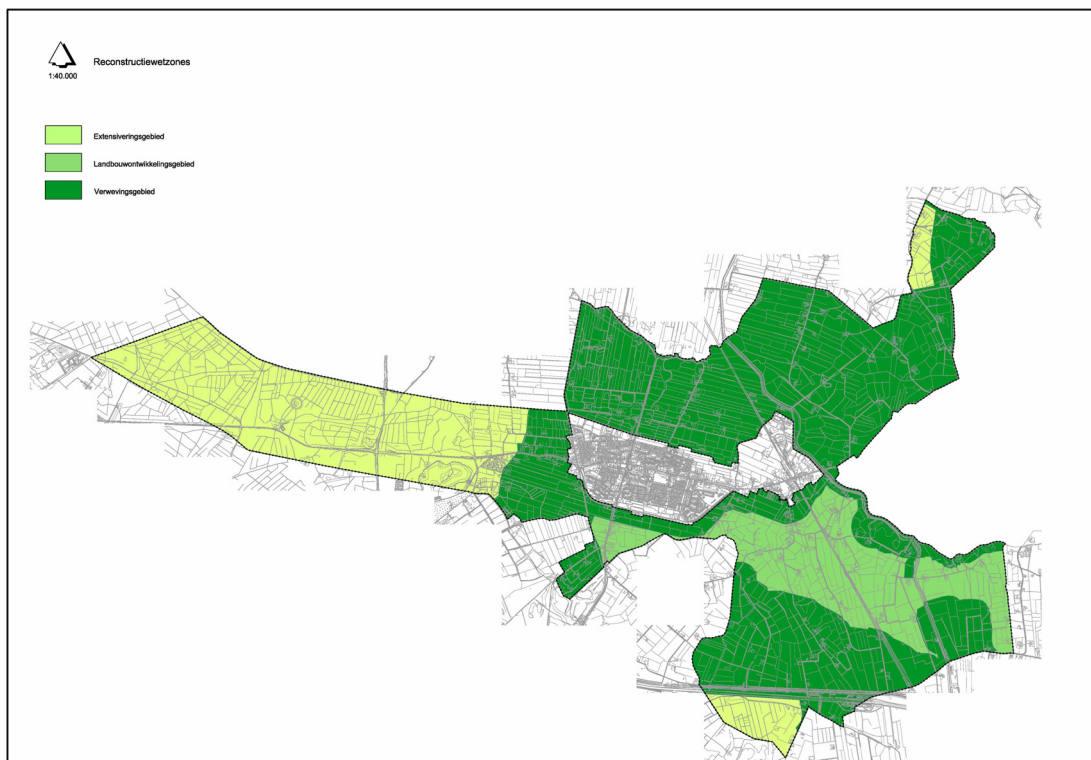 Reconstructiewetzones
1:40.000
Extensiveringsgebied
Landbouwontwikkelingsgebied
Verwevingsgebied